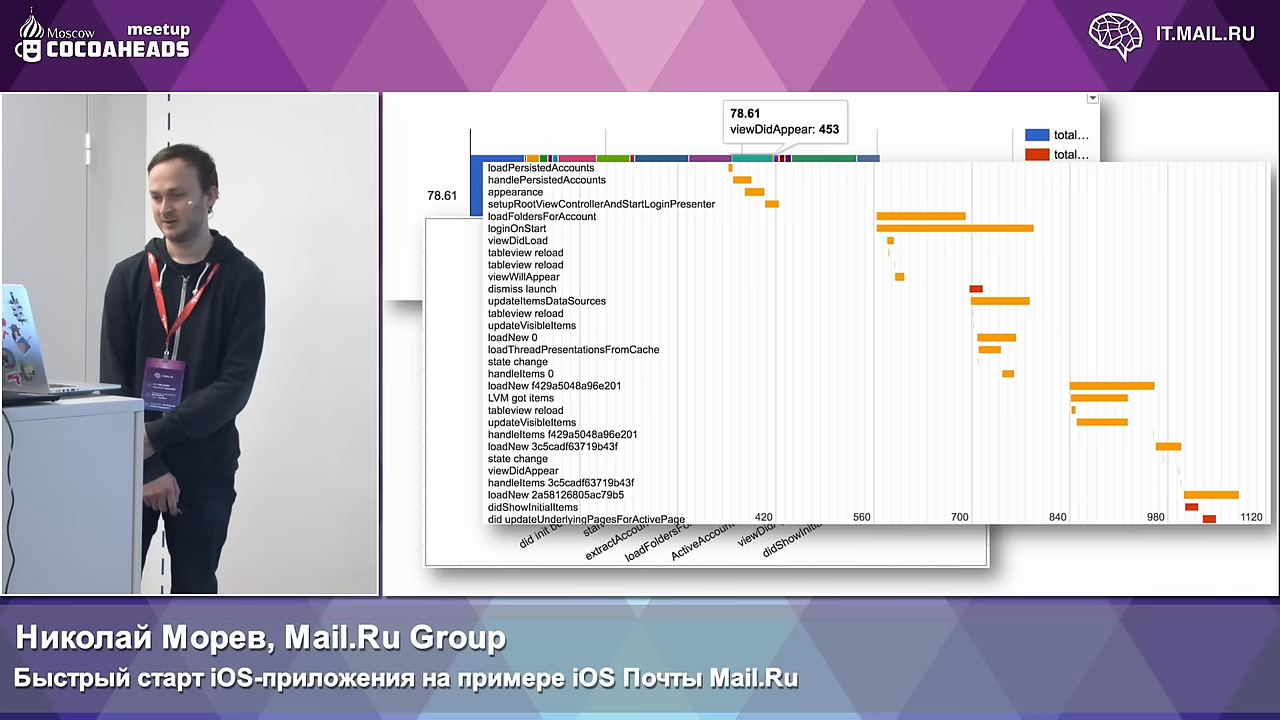 Moscow
meetup
COCOAHEADS
IT.MAIL.RU
78.61
viewDidAppear: 453
total...
total...
78.61
loadPersistedAccounts
handlePersistedAccounts
appearance
setupRootViewControllerAndStartLoginPresenter
loadFoldersForAccount
loginOnStart
viewDidLoad
tableview reload
tableview reload
viewWillAppear
dismiss launch
updateItemsDataSources
tableview reload
updateVisibleItems
loadNew 0
loadThreadPresentationsFromCache
state change
handleItems 0
loadNew f429a5048a96e201
LVM got items
tableview reload
updateVisibleItems
handleItems f429a5048a96e201
loadNew 3c5cadf63719b43f
state change
viewDidAppear
handleItems 3c5cadf63719b43f
loadNew 2a58126805ac79b5
didShowInitialItems
did updateUnderlyingPagesForActivePage
420 560 700 840 980 1120
Николай Морев, Mail.Ru Group
Быстрый старт iOS-приложения на примере iOS Почты Mail.Ru